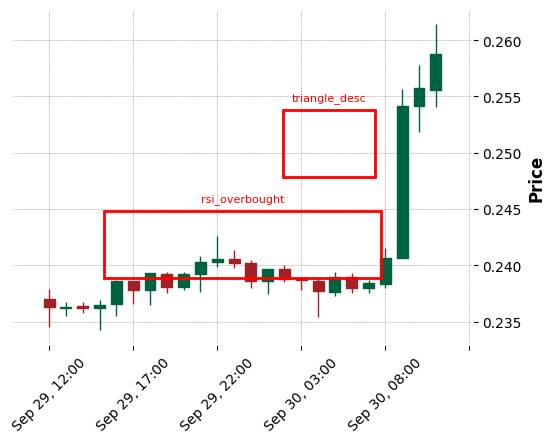 0.260
triangle_desc
0.255
0.250
Price
rsi_overbought
0.245
0.240
0.235
Sep 29, 12:00
Sep 29, 17:00
Sep 29, 22:00
Sep 30, 03:00
Sep 30, 08:00